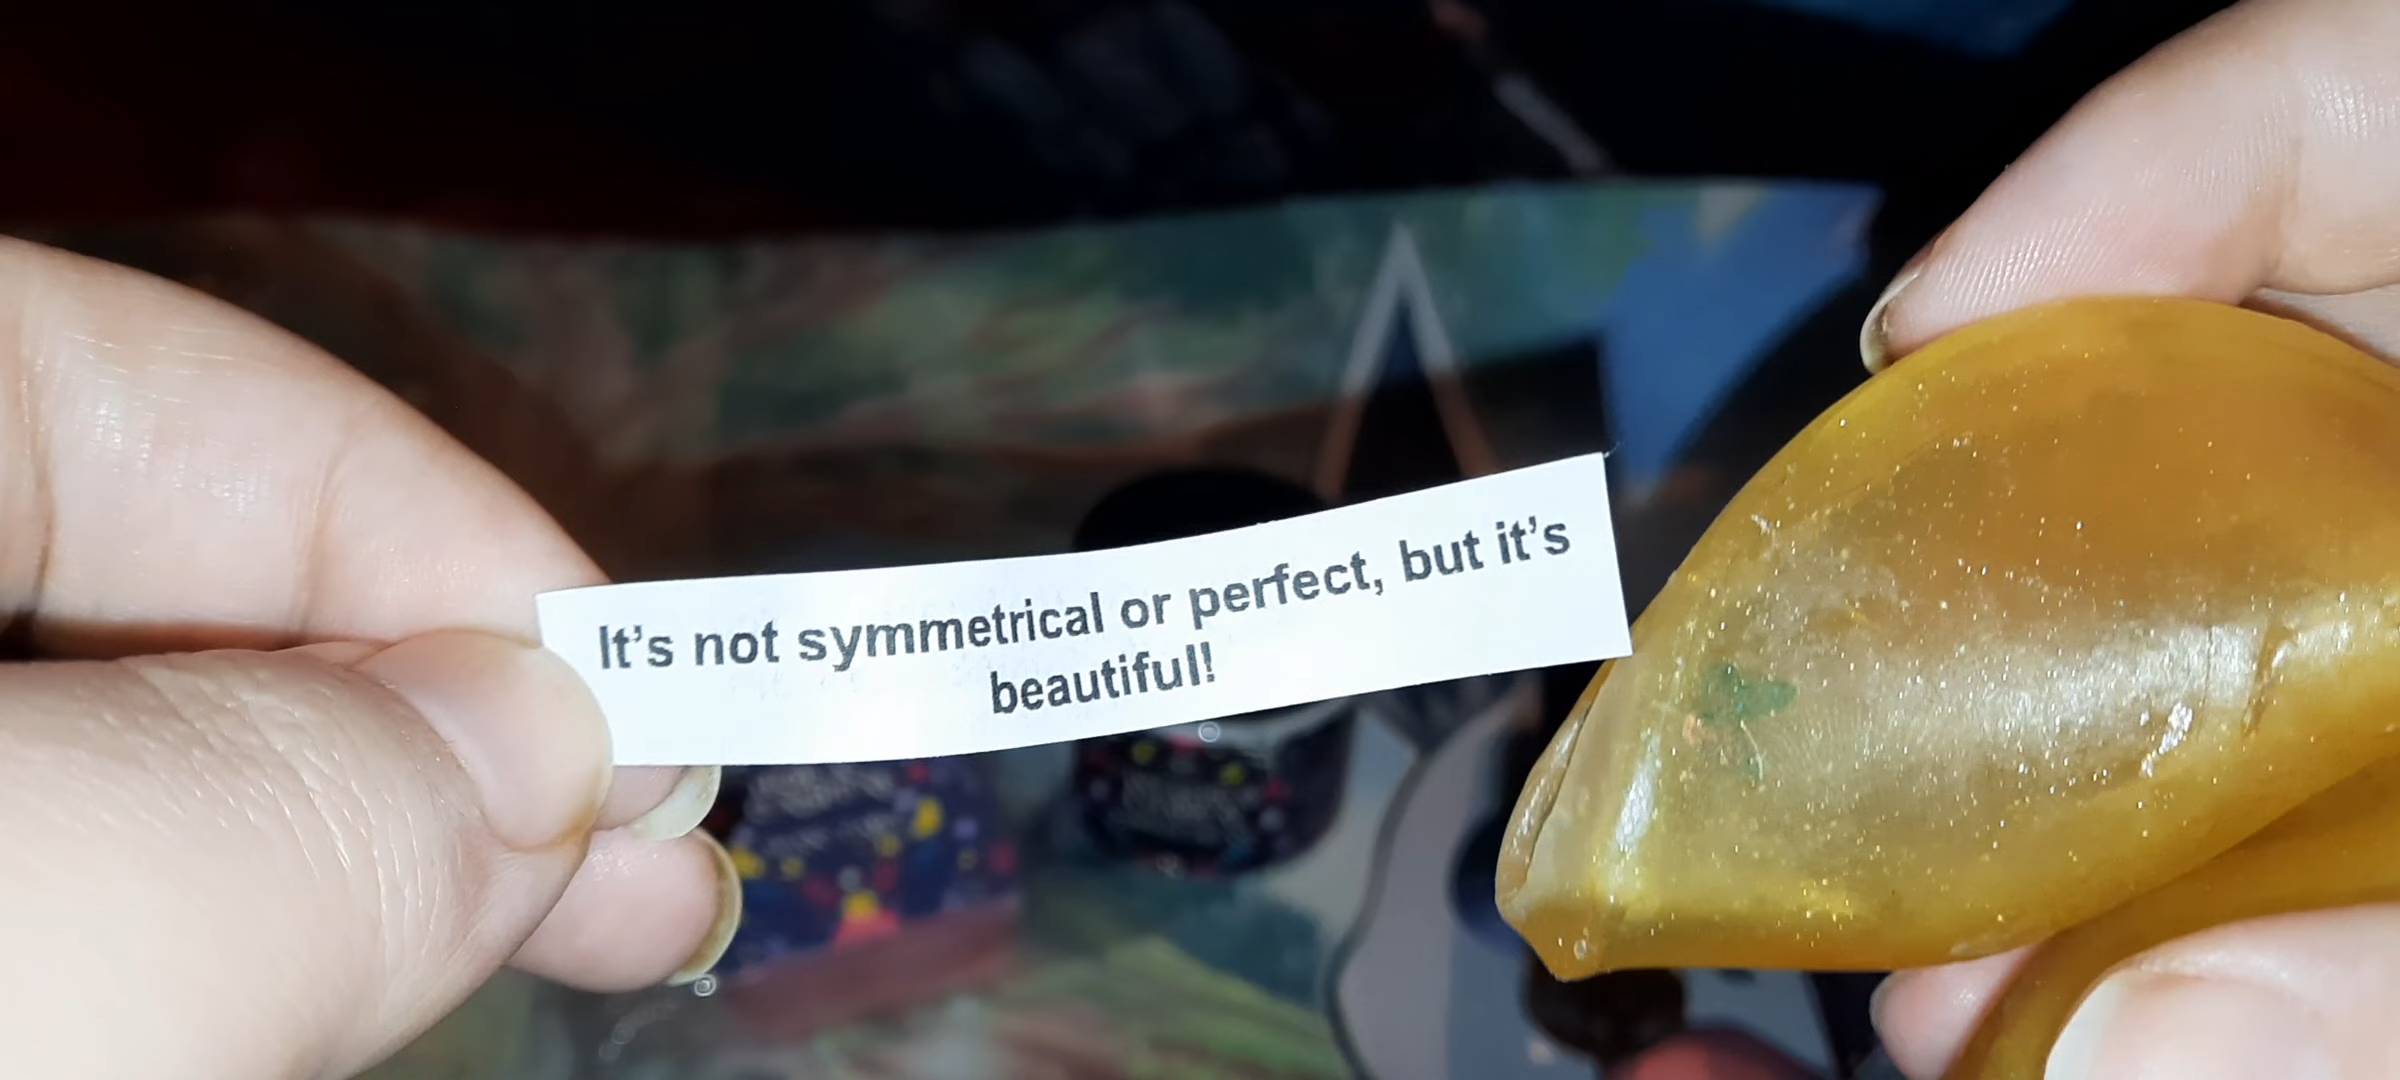 It’s not symmetrical or perfect, but it’s
beautiful!